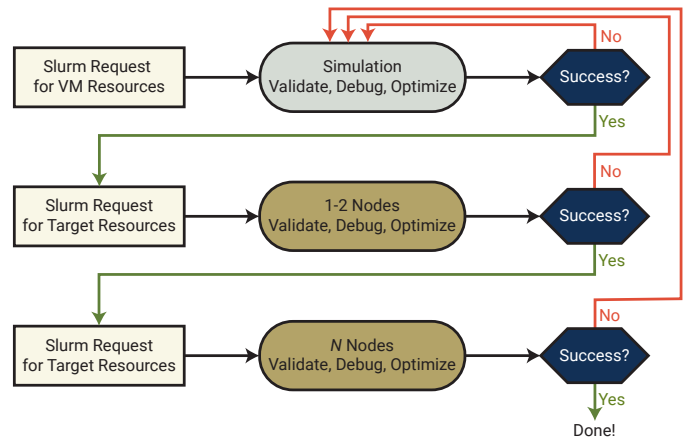 No
Slurm Request
for VM Resources
Simulation
Validate, Debug, Optimize
Success?
Yes
No
Slurm Request
for Target Resources
1-2 Nodes
Validate, Debug, Optimize
Success?
Yes
No
Slurm Request
for Target Resources
N Nodes
Validate, Debug, Optimize
Success?
Yes
Done!